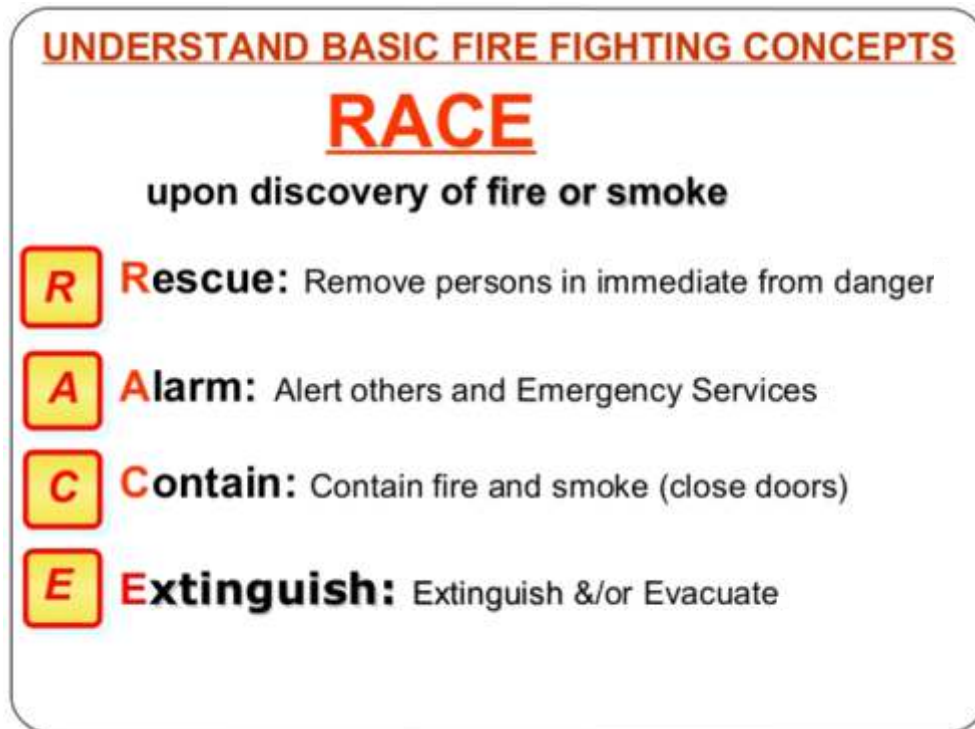 UNDERSTAND BASIC FIRE FIGHTING CONCEPTS
RACE
upon discovery of fire or smoke
R Rescue: Remove persons in immediate from danger
A Alarm: Alert others and Emergency Services
C Contain: Contain fire and smoke (close doors)
E Extinguish: Extinguish &/or Evacuate